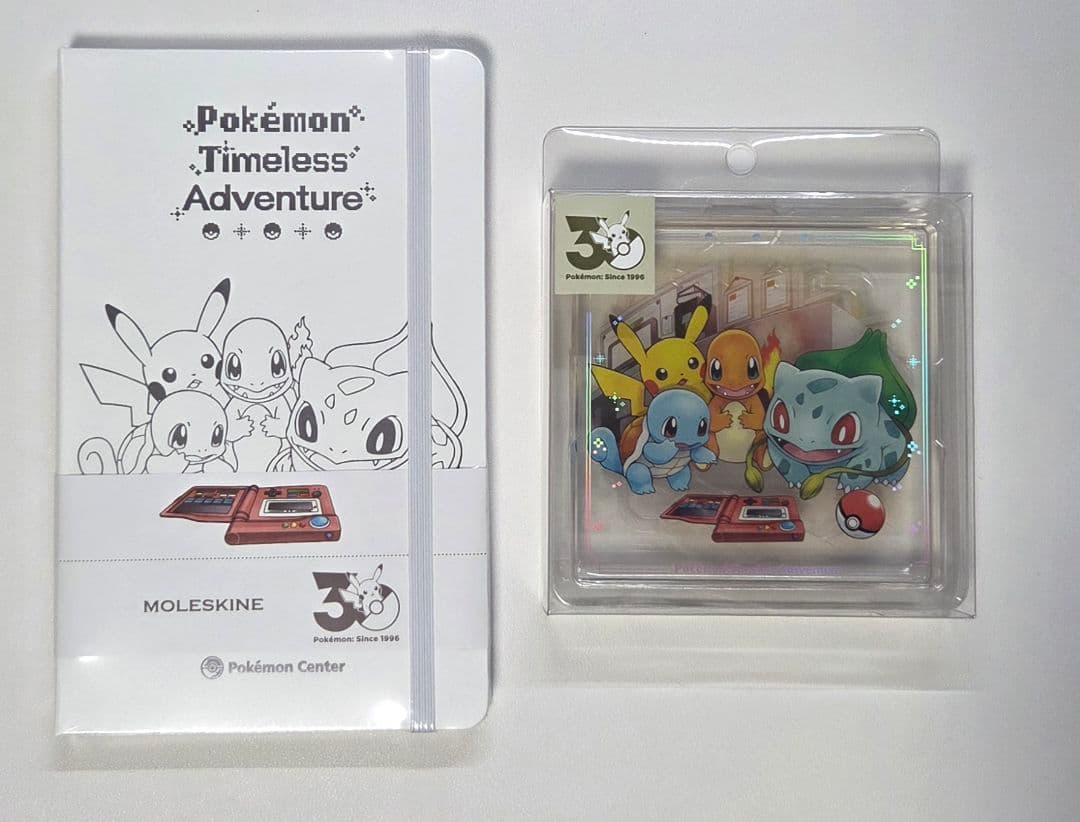 Pokémon
Timeless
Adventure
MOLESKINE
30
Pokémon: Since 1996
Pokémon Center
30
Pokémon: Since 1996